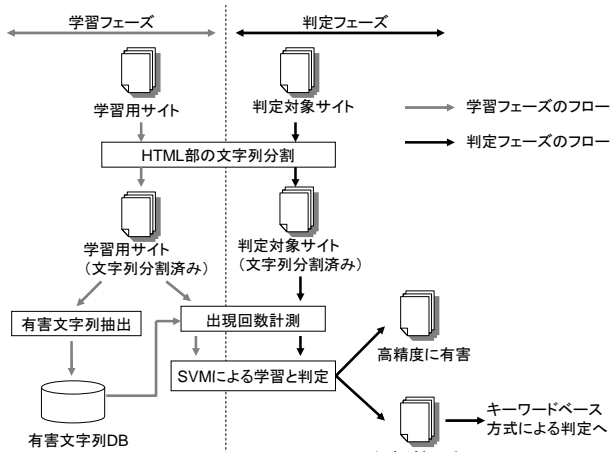 学習フェーズ
判定フェーズ
学習用サイト
判定対象サイト
学習フェーズのフロー
判定フェーズのフロー
HTML部の文字列分割
学習用サイト
（文字列分割済み）
判定対象サイト
（文字列分割済み）
有害文字列抽出
出現回数計測
高精度に有害
SVMによる学習と判定
有害文字列DB
キーワードベース
方式による判定へ